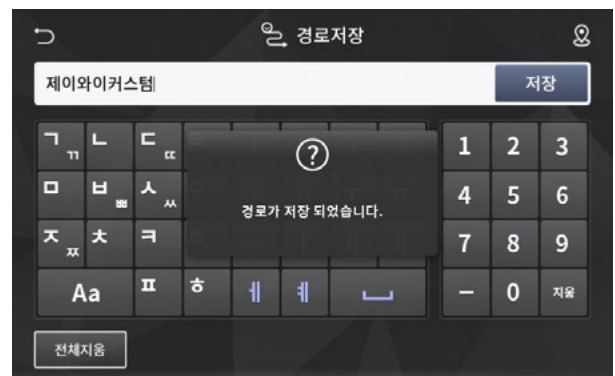 경로저장
제이와이커스텀
저장
ㄱ ㄲ ㄴ ㄷ ㄸ 1 2 3
?
ㅁ ㅂ ㅃ ㅅ ㅆ 4 5 6
경로가 저장 되었습니다.
ㅈ ㅉ ㅊ ㅋ 7 8 9
Aa ㅍ ㅎ ㅔ ㅖ - 0 지움
전체지움